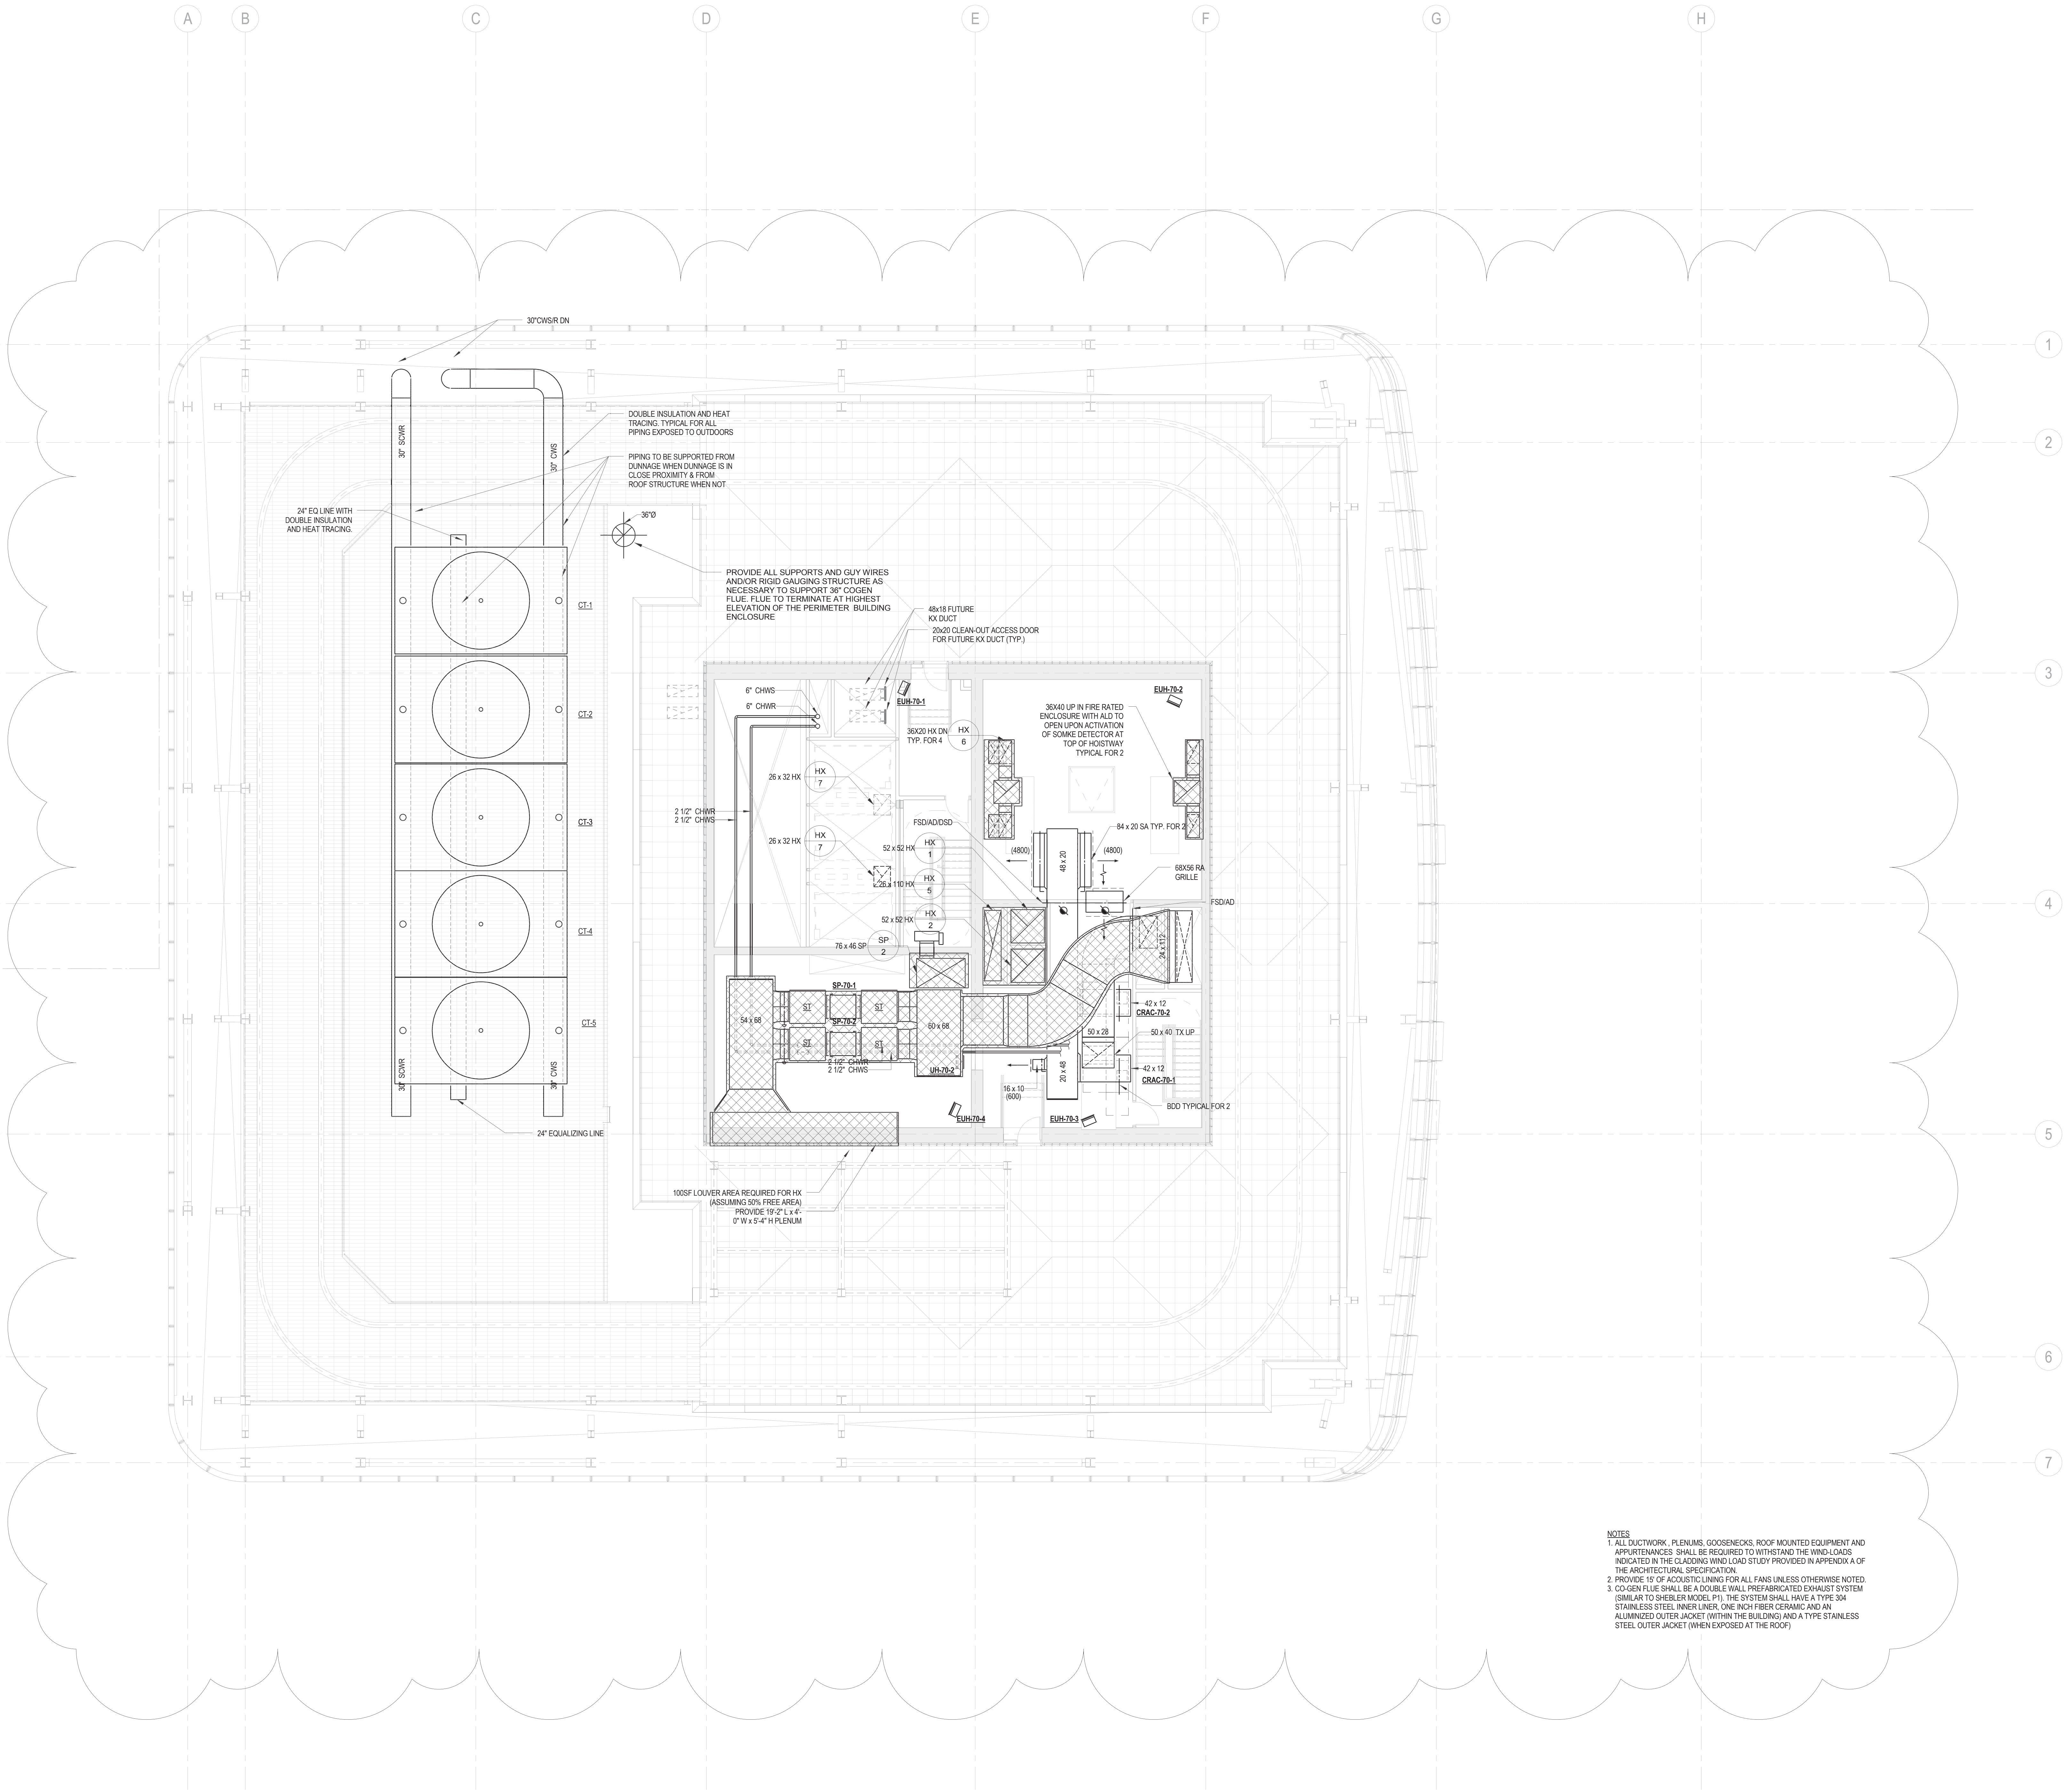 A
B
C
D
E
F
G
H
1
2
3
4
5
6
7
30"CWS/R DN
30" SCWR
30" CWS
DOUBLE INSULATION AND HEAT
TRACING. TYPICAL FOR ALL
PIPING EXPOSED TO OUTDOORS
PIPING TO BE SUPPORTED FROM
DUNNAGE WHEN DUNNAGE IS IN
CLOSE PROXIMITY & FROM
ROOF STRUCTURE WHEN NOT
24" EQ LINE WITH
DOUBLE INSULATION
AND HEAT TRACING.
36"Ø
PROVIDE ALL SUPPORTS AND GUY WIRES
AND/OR RIGID GAUGING STRUCTURE AS
NECESSARY TO SUPPORT 36" COGEN
FLUE. FLUE TO TERMINATE AT HIGHEST
ELEVATION OF THE PERIMETER BUILDING
ENCLOSURE
CT-1
CT-2
CT-3
CT-4
CT-5
30" SCWR
30" CWS
24" EQUALIZING LINE
48x18 FUTURE
KX DUCT
20x20 CLEAN-OUT ACCESS DOOR
FOR FUTURE KX DUCT (TYP.)
6" CHWS
6" CHWR
EUH-70-1
EUH-70-2
36X20 HX DN
TYP. FOR 4
HX
6
36X40 UP IN FIRE RATED
ENCLOSURE WITH ALD TO
OPEN UPON ACTIVATION
OF SOMKE DETECTOR AT
TOP OF HOISTWAY
TYPICAL FOR 2
26 x 32 HX
HX
7
2 1/2" CHWR
2 1/2" CHWS
26 x 32 HX
HX
7
FSD/AD/DSD
52 x 52 HX
HX
1
26 x 110 HX
HX
5
52 x 52 HX
HX
2
76 x 46 SP
SP
2
(4800)
48 x 20
(4800)
84 x 20 SA TYP. FOR 2
68X56 RA
GRILLE
FSD/AD
24 x 112
SP-70-1
ST
ST
54 x 68
SP-70-2
60 x 68
ST
ST
2 1/2" CHWR
2 1/2" CHWS
UH-70-2
42 x 12
CRAC-70-2
50 x 28
50 x 40 TX UP
20 x 48
42 x 12
CRAC-70-1
16 x 10
(600)
BDD TYPICAL FOR 2
EUH-70-4
EUH-70-3
100SF LOUVER AREA REQUIRED FOR HX
(ASSUMING 50% FREE AREA)
PROVIDE 19'-2" L x 4'-
0" W x 5'-4" H PLENUM
NOTES
1. ALL DUCTWORK , PLENUMS, GOOSENECKS, ROOF MOUNTED EQUIPMENT AND
APPURTENANCES SHALL BE REQUIRED TO WITHSTAND THE WIND-LOADS
INDICATED IN THE CLADDING WIND LOAD STUDY PROVIDED IN APPENDIX A OF
THE ARCHITECTURAL SPECIFICATION.
2. PROVIDE 15' OF ACOUSTIC LINING FOR ALL FANS UNLESS OTHERWISE NOTED.
3. CO-GEN FLUE SHALL BE A DOUBLE WALL PREFABRICATED EXHAUST SYSTEM
(SIMILAR TO SHEBLER MODEL P1). THE SYSTEM SHALL HAVE A TYPE 304
STAIINLESS STEEL INNER LINER, ONE INCH FIBER CERAMIC AND AN
ALUMINIZED OUTER JACKET (WITHIN THE BUILDING) AND A TYPE STAINLESS
STEEL OUTER JACKET (WHEN EXPOSED AT THE ROOF)